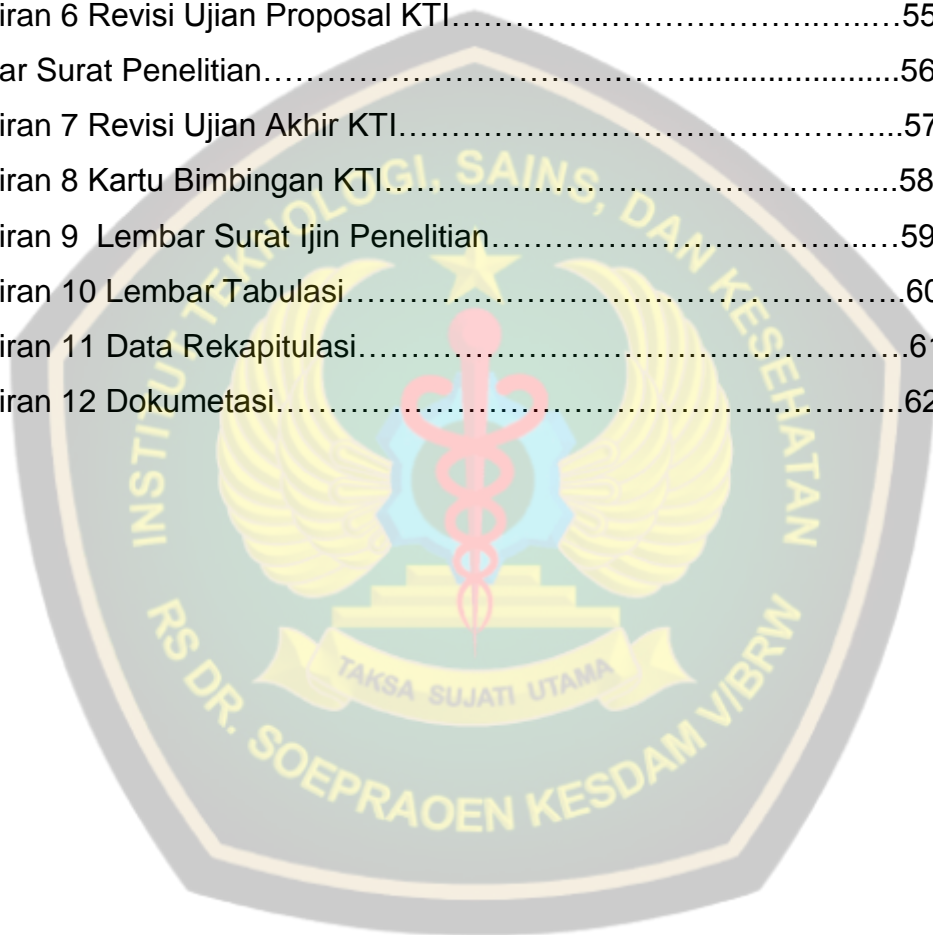 iran 6 Revisi Ujian Proposal KTI……………………………………..…..…55
ar Surat Penelitian…………………………………….......................56
iran 7 Revisi Ujian Akhir KTI…………………………………………...57
iran 8 Kartu Bimbingan KTI…………………………………………....58
iran 9  Lembar Surat Ijin Penelitian………………………………...….59
iran 10 Lembar Tabulasi……………………………………………….60
iran 11 Data Rekapitulasi……………………………………………….61
iran 12 Dokumetasi…………………………………………..………...62
INSTITUT TEKNOLOGI, SAINS, DAN KESEHATAN
TAKSA SUJATI UTAMA
RS DR. SOEPRAOEN KESDAM V/BRW